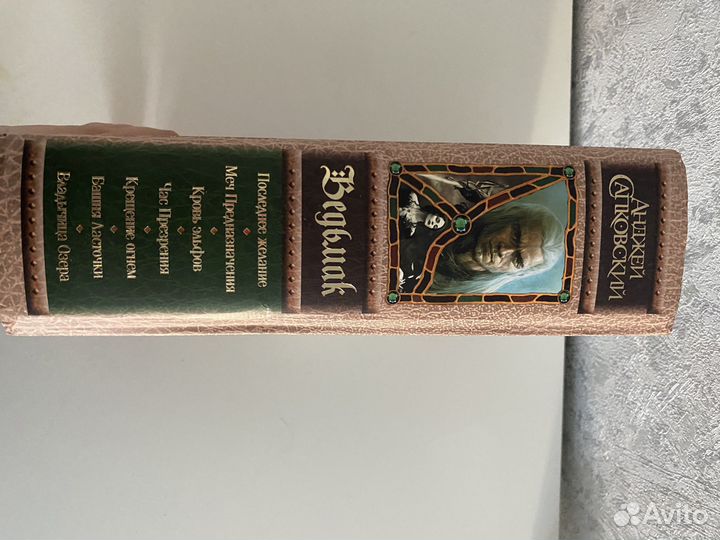 Анджей
Сапковский
Ведьмак
Последнее желание
Меч Предназначения
Кровь эльфов
Час Презрения
Крещение огнем
Башня Ласточки
Владычица Озера
Avito